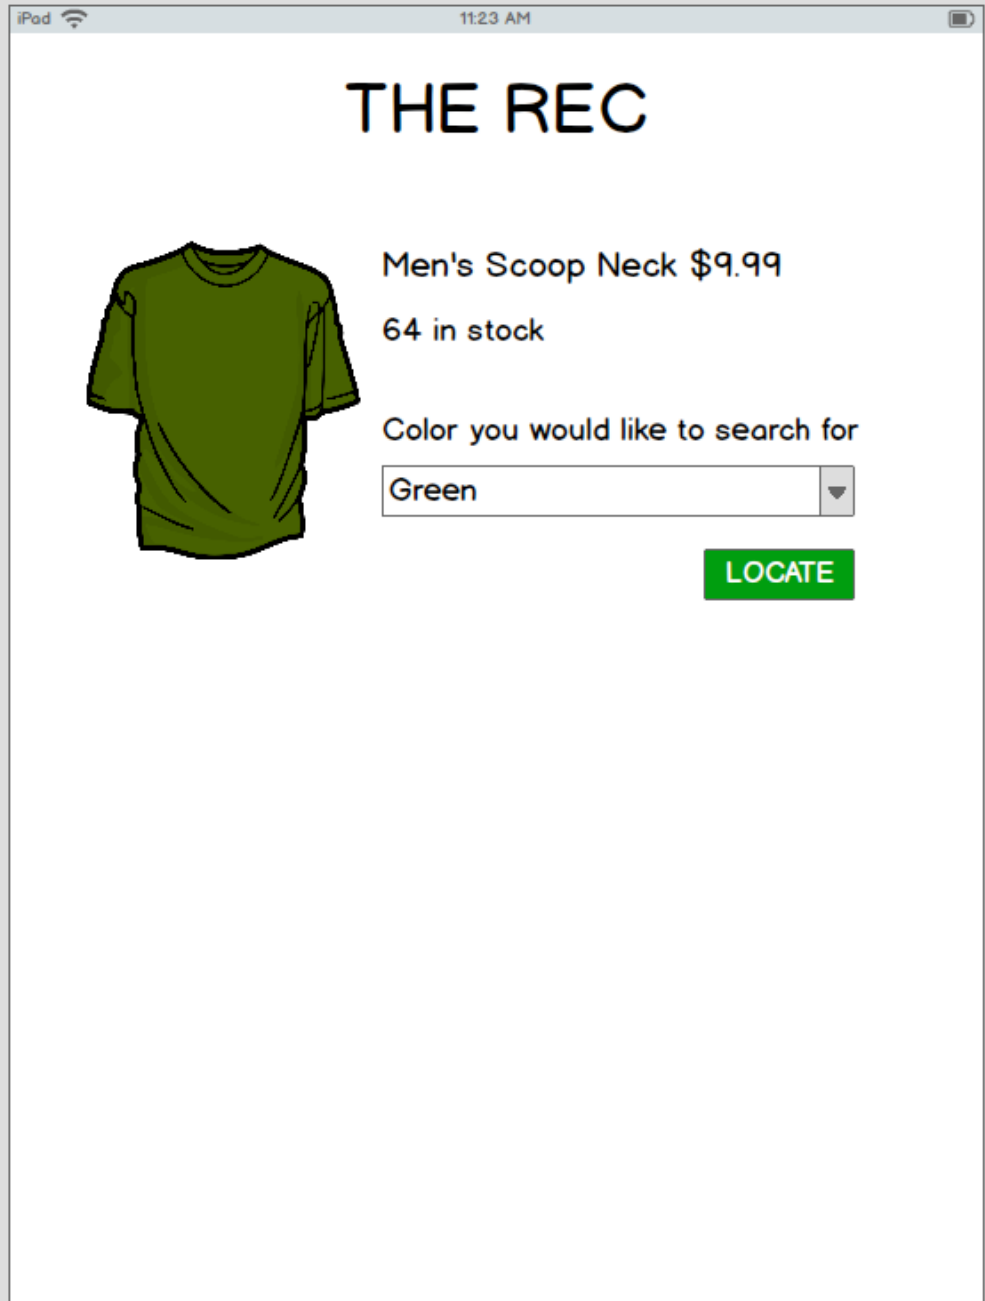 iPad
11:23 AM
THE REC
Men's Scoop Neck $9.99
64 in stock
Color you would like to search for
Green
LOCATE